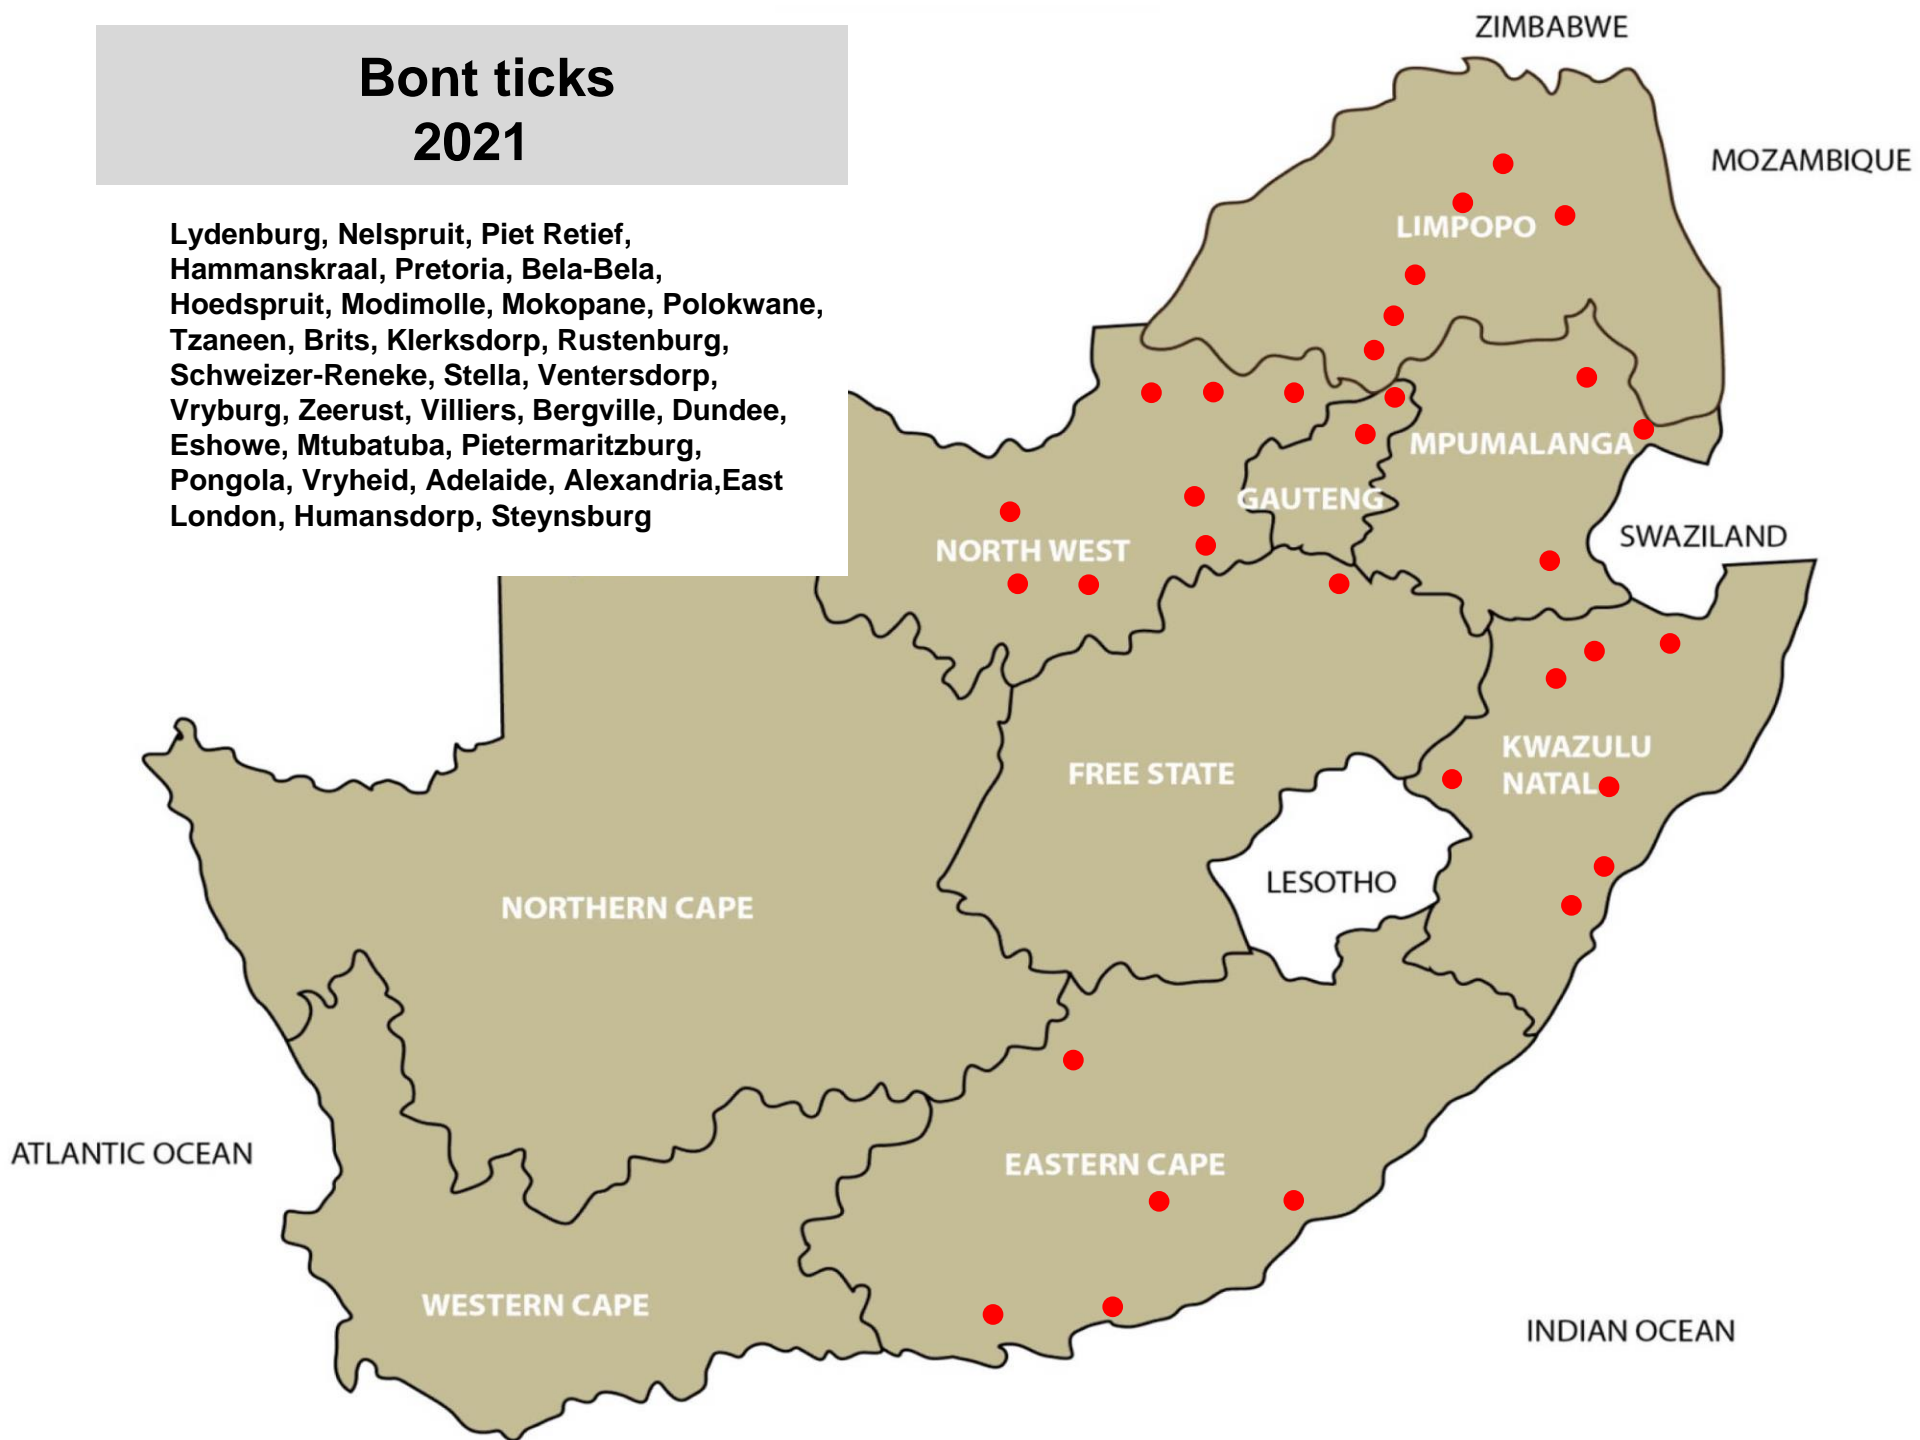 Bont ticks
2021
Lydenburg, Nelspruit, Piet Retief,
Hammanskraal, Pretoria, Bela-Bela,
Hoedspruit, Modimolle, Mokopane, Polokwane,
Tzaneen, Brits, Klerksdorp, Rustenburg,
Schweizer-Reneke, Stella, Ventersdorp,
Vryburg, Zeerust, Villiers, Bergville, Dundee,
Eshowe, Mtubatuba, Pietermaritzburg,
Pongola, Vryheid, Adelaide, Alexandria,East
London, Humansdorp, Steynsburg
ZIMBABWE
MOZAMBIQUE
LIMPOPO
MPUMALANGA
GAUTENG
SWAZILAND
NORTH WEST
KWAZULU
NATAL
FREE STATE
LESOTHO
NORTHERN CAPE
ATLANTIC OCEAN
EASTERN CAPE
WESTERN CAPE
INDIAN OCEAN